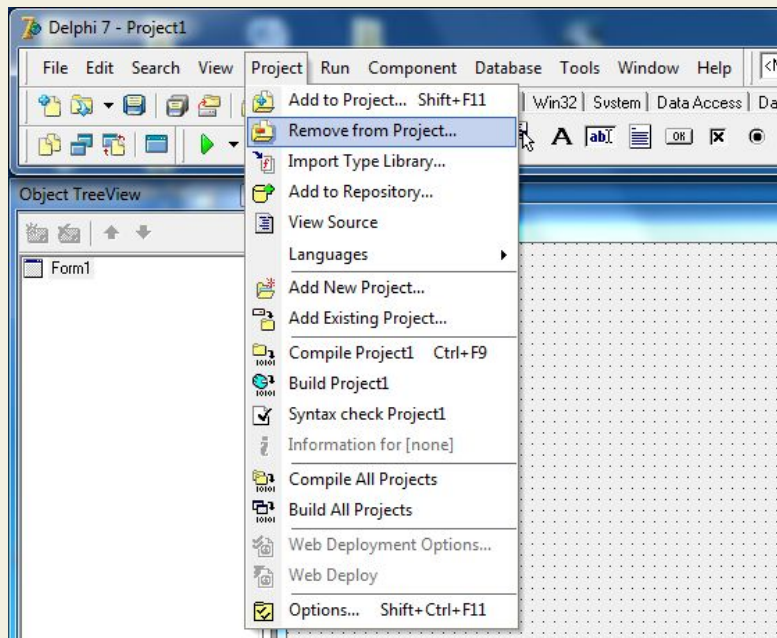 Delphi 7 - Project1
File Edit Search View Project Run Component Database Tools Window Help
Win32 System Data Access
Add to Project... Shift+F11
Remove from Project...
Import Type Library...
Add to Repository...
View Source
Languages
Add New Project...
Add Existing Project...
Compile Project1 Ctrl+F9
Build Project1
Syntax check Project1
Information for [none]
Compile All Projects
Build All Projects
Web Deployment Options...
Web Deploy
Options... Shift+Ctrl+F11
Object TreeView
Form1